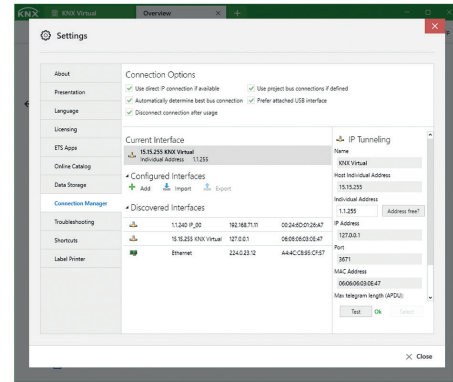 KNX
KNX Virtual
Overview
Settings
About
Presentation
Language
Licensing
ETS Apps
Online Catalog
Data Storage
Connection Manager
Troubleshooting
Shortcuts
Label Printer
Connection Options
Use direct IP connection if available
Use project bus connections if defined
Automatically determine best bus connection
Prefer attached USB interface
Disconnect connection after usage
Current Interface
15.15.255 KNX Virtual
Individual Address 1.1.255
Configured Interfaces
Add Import Export
Discovered Interfaces
1.1.240 IP_00 192.168.71.11 00:24:6D:01:26:A7
15.15.255 KNX Virtual 127.0.0.1 06:06:06:03:0E:47
Ethernet 224.0.23.12 A4:4C:C8:95:CF:57
IP Tunneling
Name
KNX Virtual
Host Individual Address
15.15.255
Individual Address
1.1.255 Address free?
IP Address
127.0.0.1
Port
3671
MAC Address
06:06:06:03:0E:47
Max telegram length (APDU)
Test Ok Select
Close